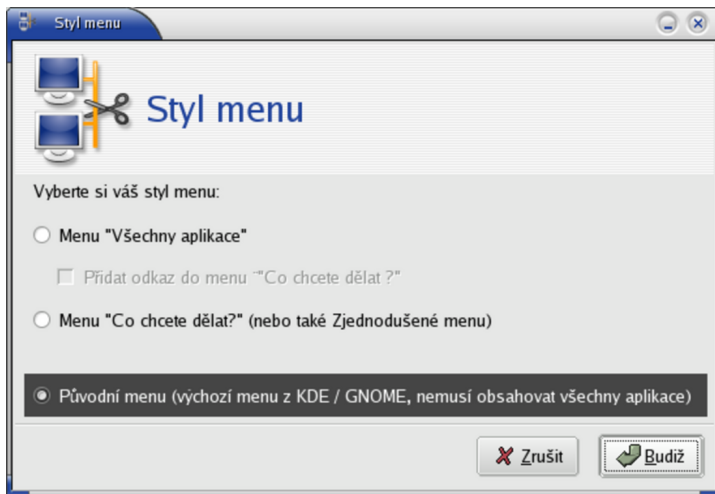 Styl menu
Styl menu
Vyberte si váš styl menu:
Menu "Všechny aplikace"
Přidat odkaz do menu ¨"Co chcete dělat ?"
Menu "Co chcete dělat?" (nebo také Zjednodušené menu)
Původní menu (výchozí menu z KDE / GNOME, nemusí obsahovat všechny aplikace)
Zrušit
Budiž